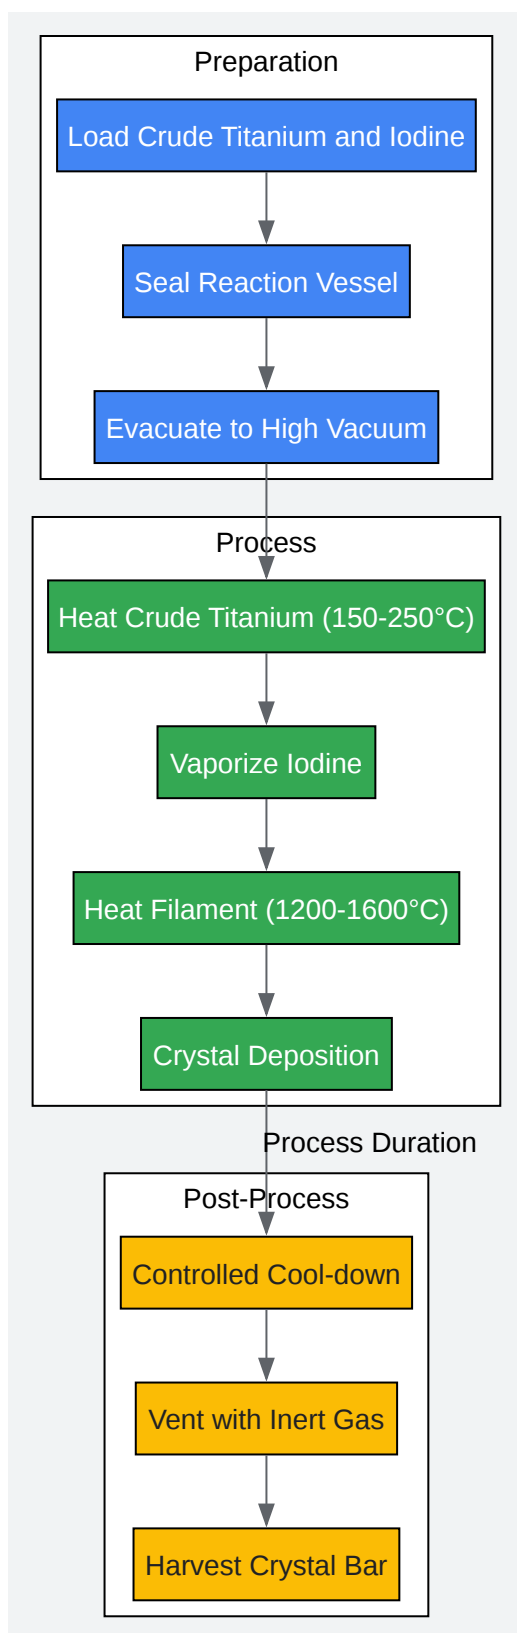 Preparation
Load Crude Titanium and Iodine
Seal Reaction Vessel
Evacuate to High Vacuum
Process
Heat Crude Titanium (150-250°C)
Vaporize Iodine
Heat Filament (1200-1600°C)
Crystal Deposition
Process Duration
Post-Process
Controlled Cool-down
Vent with Inert Gas
Harvest Crystal Bar